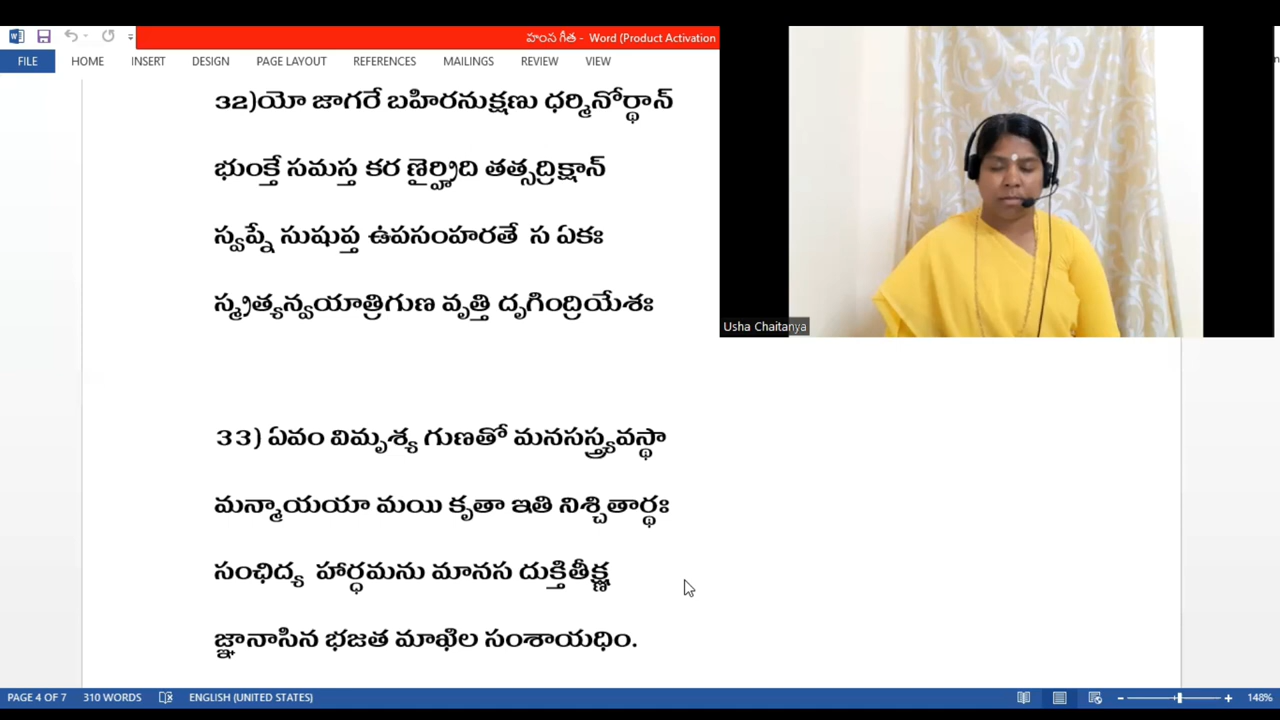 హంస గీత - Word (Product Activation
FILE HOME INSERT DESIGN PAGE LAYOUT REFERENCES MAILINGS REVIEW VIEW
32)యో జాగరే బహిరనుక్షణు ధర్మినోర్థాన్
భుంక్తే సమస్త కర ణైర్హ్రిది తత్సద్రిక్షాన్
స్వప్నే సుషుప్త ఉపసంహరతే స ఏకః
స్మ్రత్యన్వయాత్రిగుణ వృత్తి దృగింద్రియేశః
Usha Chaitanya
33) ఏవం విమృశ్య గుణతో మనసస్త్ర్యవస్థా
మన్మాయయా మయి కృతా ఇతి నిశ్చితార్థః
సంఛిద్య హార్ధమను మానస దుక్తితీక్ష్ణ
జ్ఞానాసిన భజత మాఖిల సంశాయధిం.
PAGE 4 OF 7 310 WORDS ENGLISH (UNITED STATES) 148%